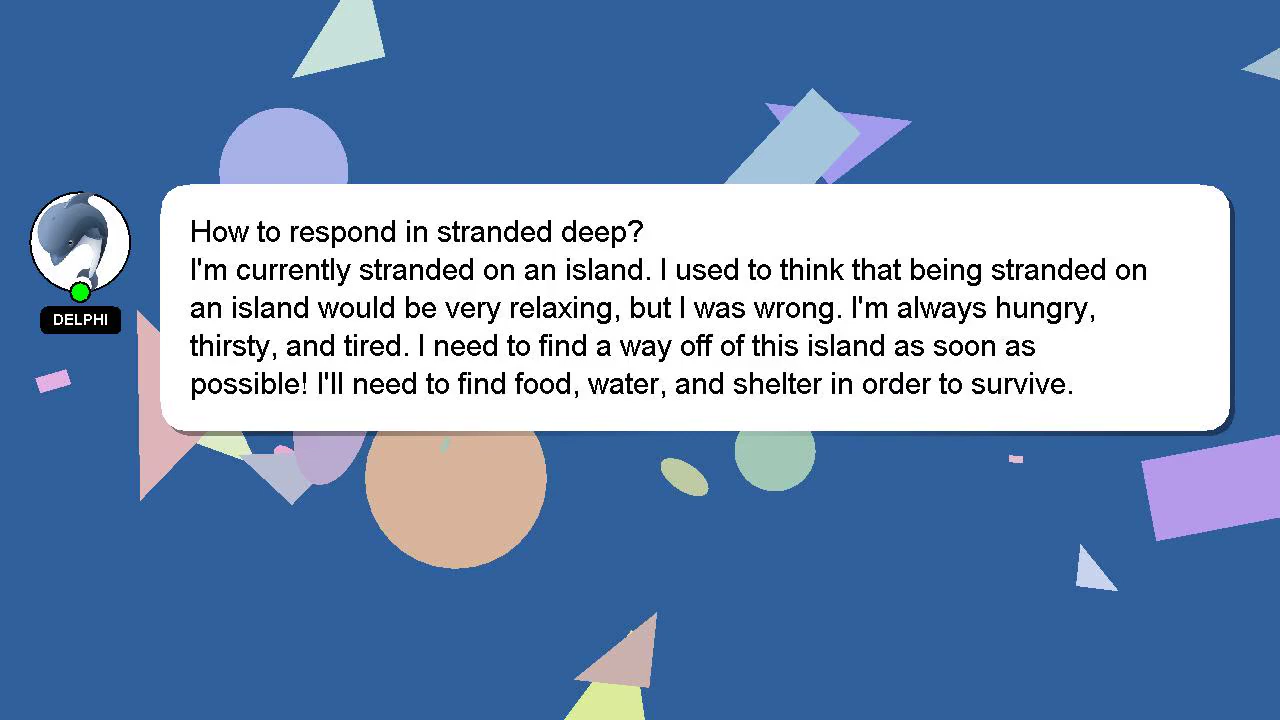 How to respond in stranded deep?
I'm currently stranded on an island. I used to think that being stranded on
an island would be very relaxing, but I was wrong. I'm always hungry,
thirsty, and tired. I need to find a way off of this island as soon as
possible! I'll need to find food, water, and shelter in order to survive.
DELPHI